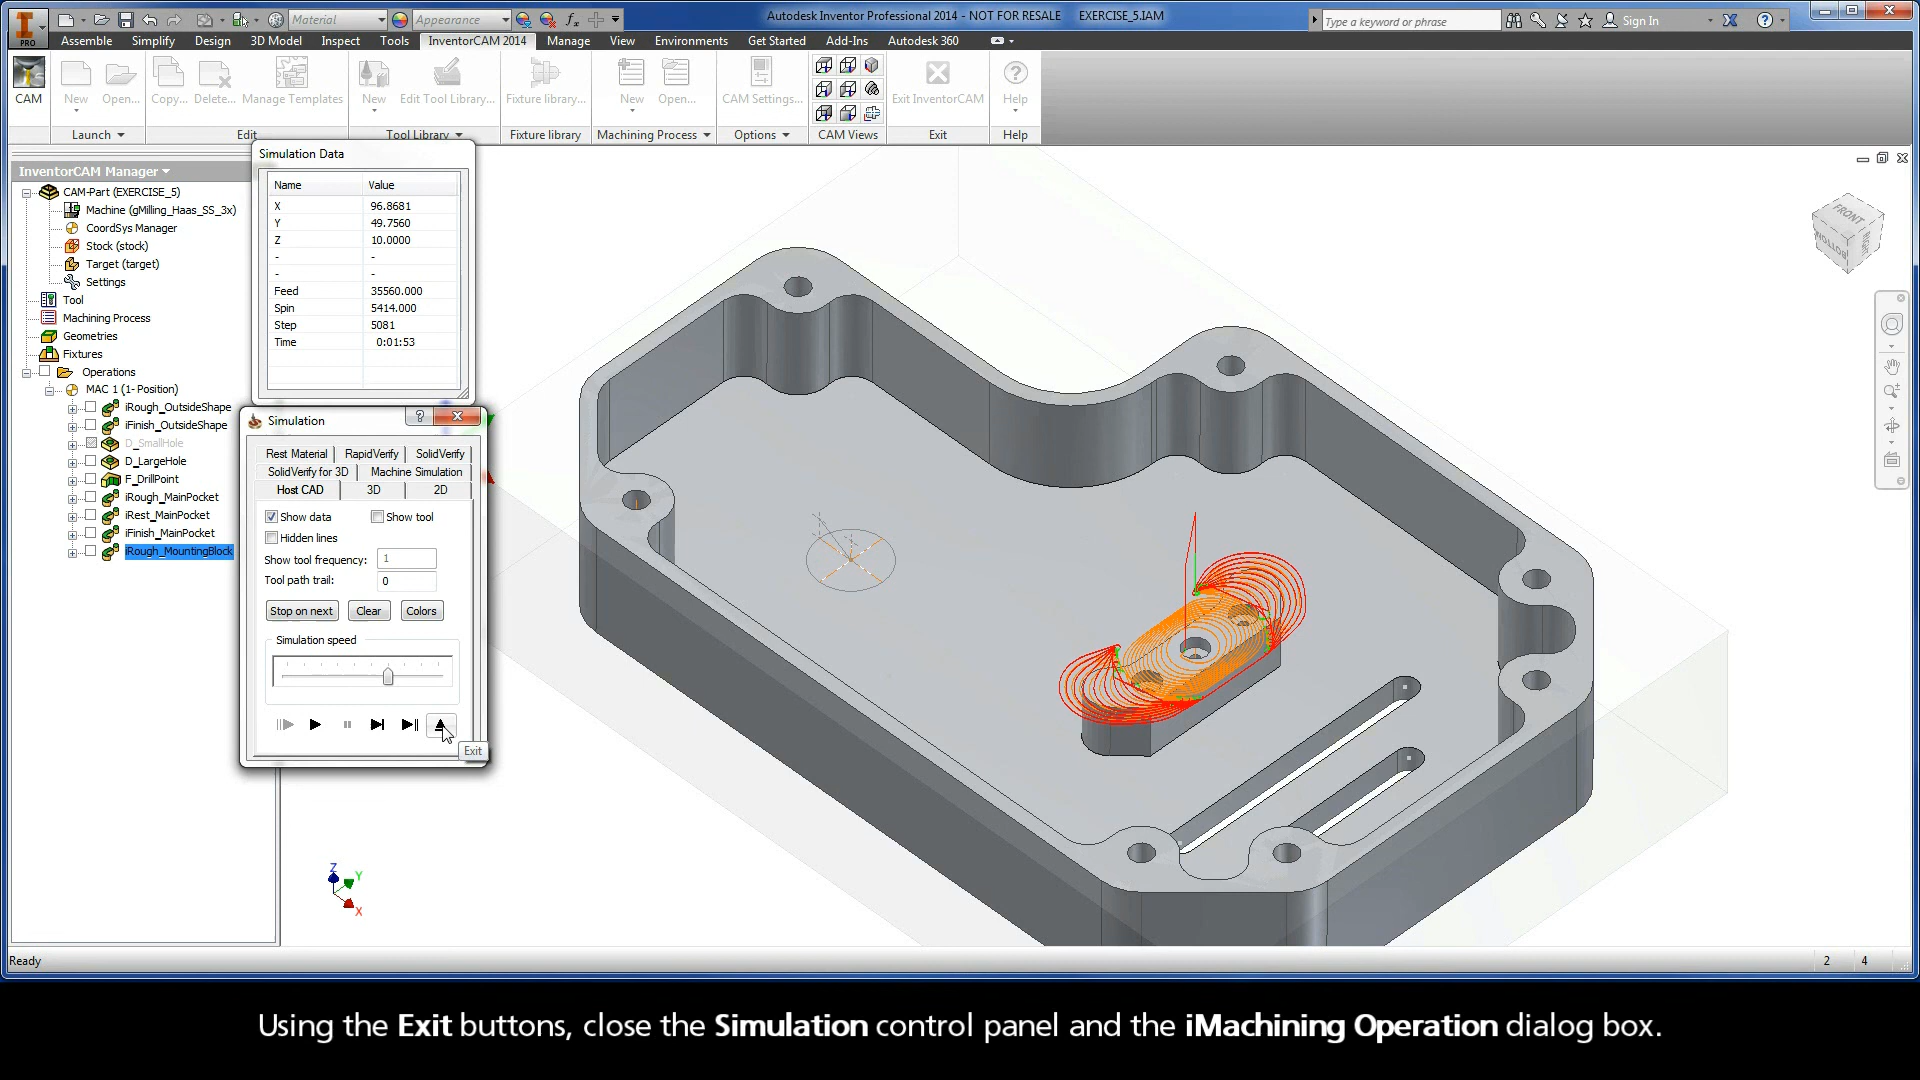 Material
Appearance
Autodesk Inventor Professional 2014 - NOT FOR RESALE EXERCISE_5.IAM
Type a keyword or phrase
Sign In
PRO
Assemble Simplify Design 3D Model Inspect Tools InventorCAM 2014 Manage View Environments Get Started Add-Ins Autodesk 360
CAM New Open... Copy... Delete... Manage Templates New Edit Tool Library... Fixture library... New Open... CAM Settings... Exit InventorCAM Help
Launch Edit Tool Library Fixture library Machining Process Options CAM Views Exit Help
InventorCAM Manager
CAM-Part (EXERCISE_5)
Machine (gMilling_Haas_SS_3x)
CoordSys Manager
Stock (stock)
Target (target)
Settings
Tool
Machining Process
Geometries
Fixtures
Operations
MAC 1 (1- Position)
iRough_OutsideShape
iFinish_OutsideShape
D_SmallHole
D_LargeHole
F_DrillPoint
iRough_MainPocket
iRest_MainPocket
iFinish_MainPocket
iRough_MountingBlock
Simulation Data
Name Value
X 96.8681
Y 49.7560
Z 10.0000
- -
- -
Feed 35560.000
Spin 5414.000
Step 5081
Time 0:01:53
Simulation
Rest Material RapidVerify SolidVerify
SolidVerify for 3D Machine Simulation
Host CAD 3D 2D
Show data Show tool
Hidden lines
Show tool frequency: 1
Tool path trail: 0
Stop on next Clear Colors
Simulation speed
Exit
FRONT
BOTTOM
RIGHT
Z
Y
X
Ready
2 4
Using the Exit buttons, close the Simulation control panel and the iMachining Operation dialog box.